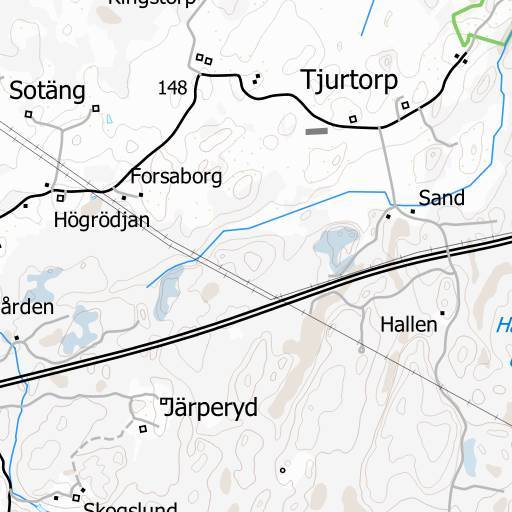 Sotäng
148
Tjurtorp
Forsaborg
Högrödjan
Sand
Hallen
Järperyd